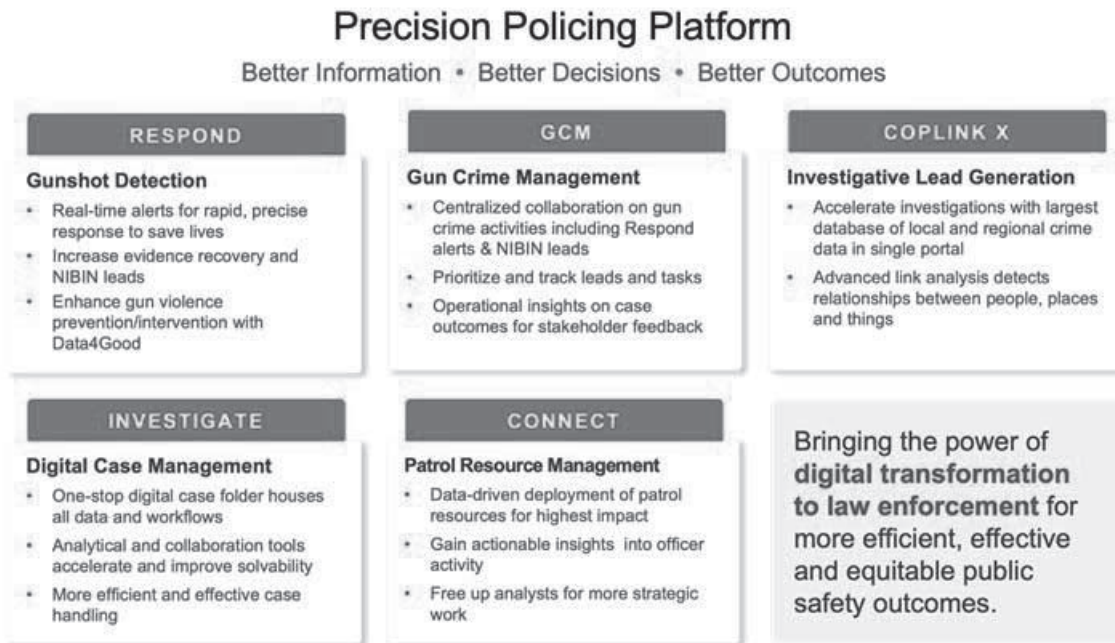 Precision Policing Platform
Better Information • Better Decisions • Better Outcomes
RESPOND
Gunshot Detection
• Real-time alerts for rapid, precise
response to save lives
• Increase evidence recovery and
NIBIN leads
• Enhance gun violence
prevention/intervention with
Data4Good
GCM
Gun Crime Management
• Centralized collaboration on gun
crime activities including Respond
alerts & NIBIN leads
• Prioritize and track leads and tasks
• Operational insights on case
outcomes for stakeholder feedback
COPLINK X
Investigative Lead Generation
• Accelerate investigations with largest
database of local and regional crime
data in single portal
• Advanced link analysis detects
relationships between people, places
and things
INVESTIGATE
Digital Case Management
• One-stop digital case folder houses
all data and workflows
• Analytical and collaboration tools
accelerate and improve solvability
• More efficient and effective case
handling
CONNECT
Patrol Resource Management
• Data-driven deployment of patrol
resources for highest impact
• Gain actionable insights into officer
activity
• Free up analysts for more strategic
work
Bringing the power of
digital transformation
to law enforcement for
more efficient, effective
and equitable public
safety outcomes.